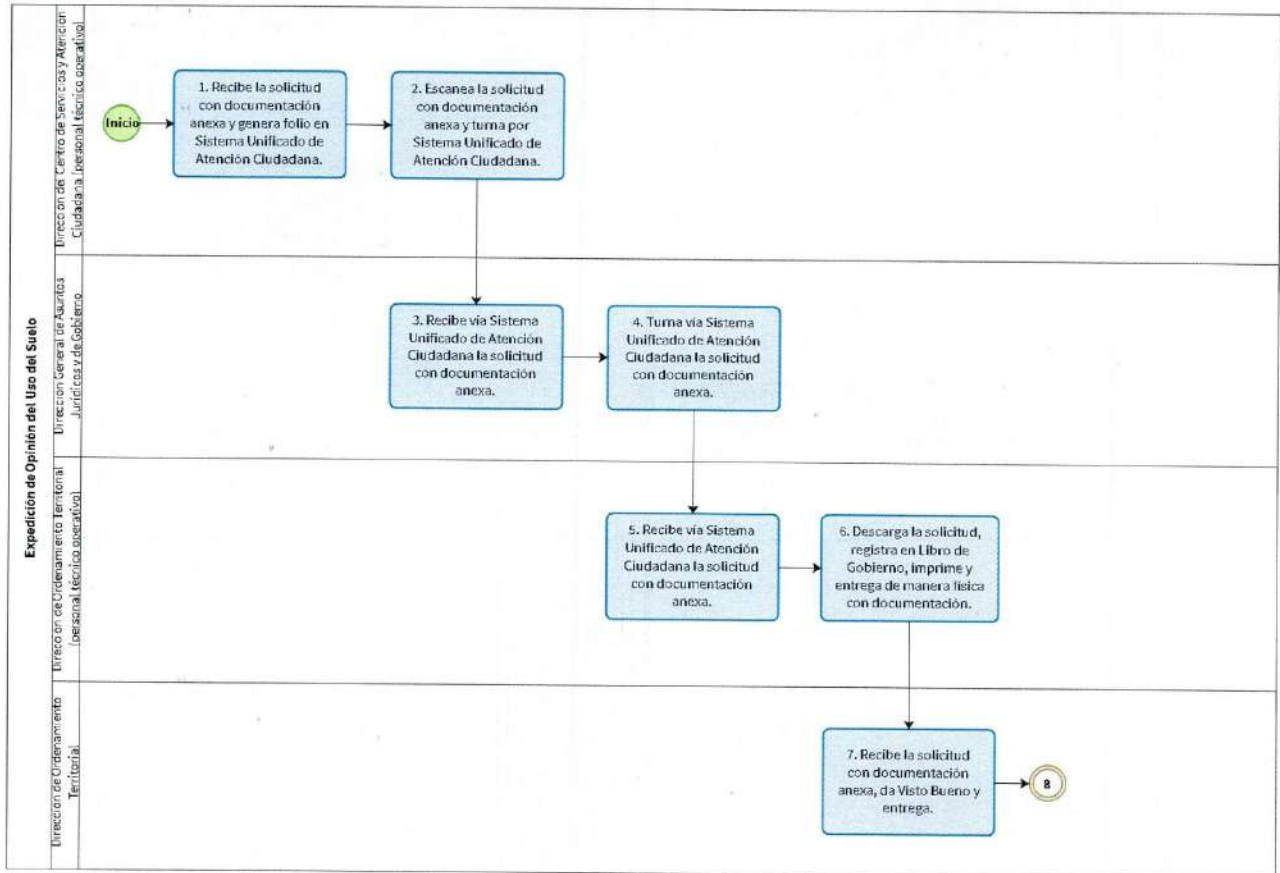 Expedición de Opinión del Uso del Suelo
Dirección del Centro de Servicios y Atención
Ciudadana (personal técnico operativo)
Inicio
1. Recibe la solicitud
con documentación
anexa y genera folio en
Sistema Unificado de
Atención Ciudadana.
2. Escanea la solicitud
con documentación
anexa y turna por
Sistema Unificado de
Atención Ciudadana.
Dirección General de Asuntos
Jurídicos y de Gobierno
3. Recibe vía Sistema
Unificado de Atención
Ciudadana la solicitud
con documentación
anexa.
4. Turna vía Sistema
Unificado de Atención
Ciudadana la solicitud
con documentación
anexa.
Dirección de Ordenamiento Territorial
(personal técnico operativo)
5. Recibe vía Sistema
Unificado de Atención
Ciudadana la solicitud
con documentación
anexa.
6. Descarga la solicitud,
registra en Libro de
Gobierno, imprime y
entrega de manera física
con documentación.
Dirección de Ordenamiento
Territorial
7. Recibe la solicitud
con documentación
anexa, da Visto Bueno y
entrega.
8